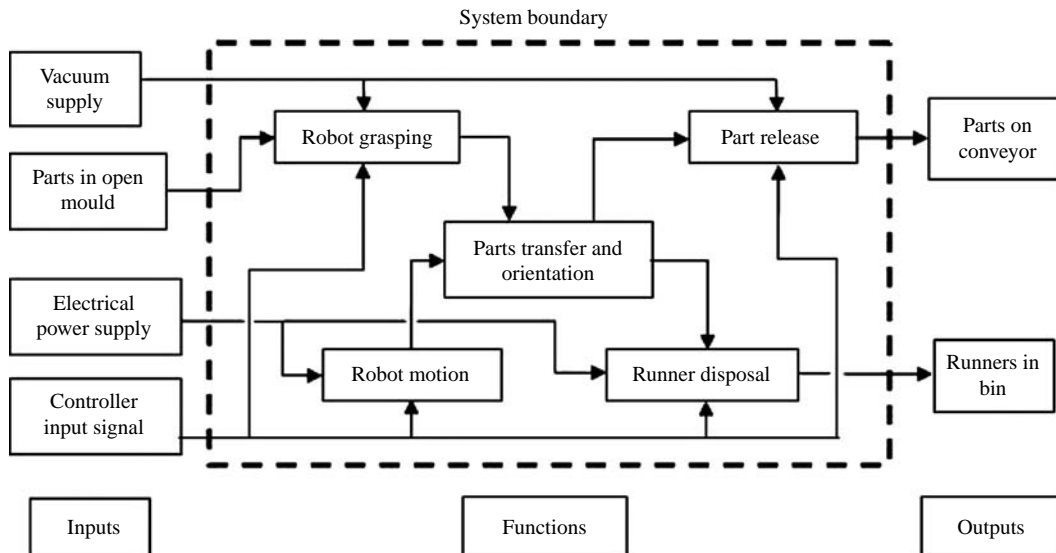 System boundary
Vacuum
supply
Robot grasping
Part release
Parts on
conveyor
Parts in open
mould
Parts transfer and
orientation
Electrical
power supply
Robot motion
Runner disposal
Runners in
bin
Controller
input signal
Inputs
Functions
Outputs